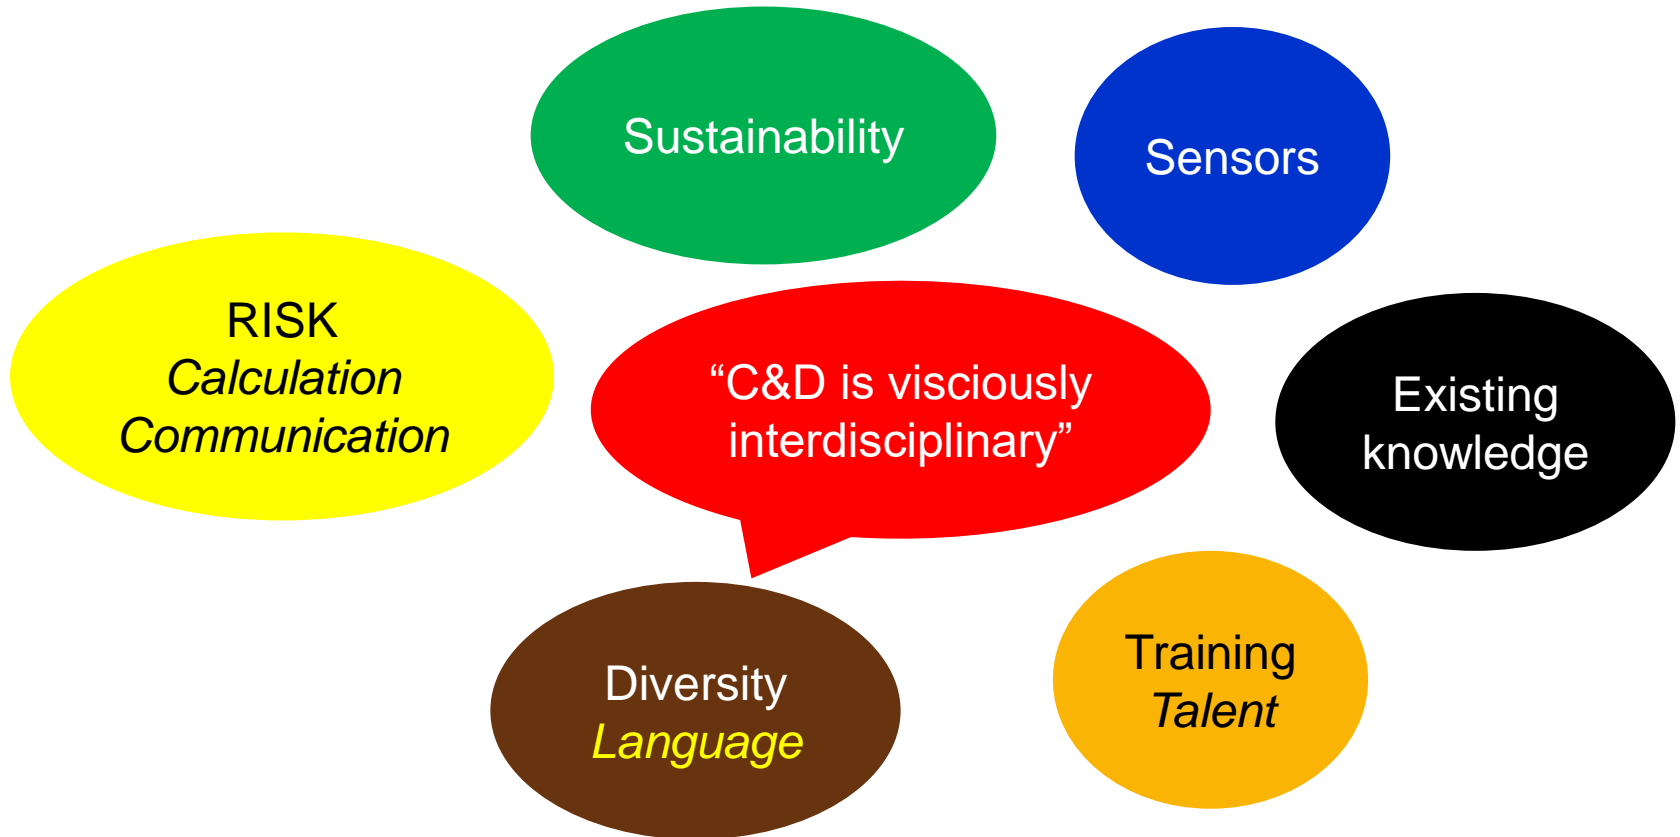 Sustainability
Sensors
RISK
Calculation
Communication
“C&D is visciously
interdisciplinary”
Existing
knowledge
Diversity
Language
Training
Talent